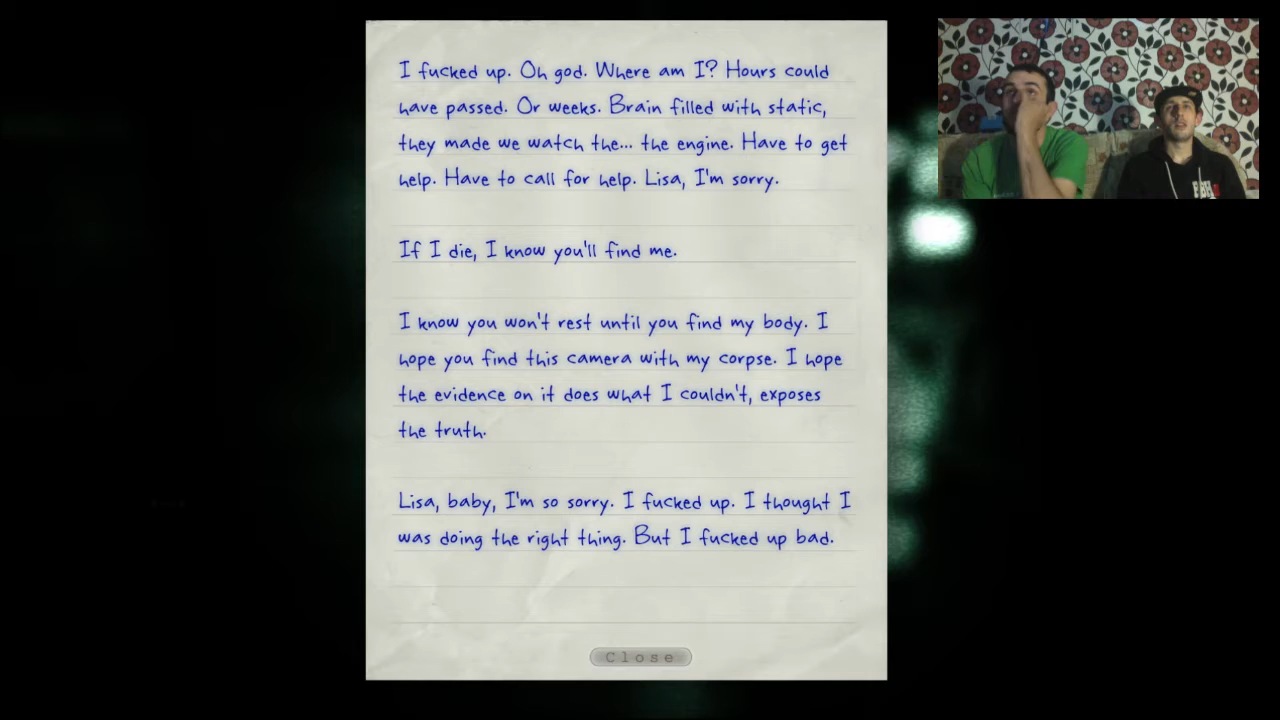 I fucked up. Oh god. Where am I? Hours could
have passed. Or weeks. Brain filled with static,
they made we watch the... the engine. Have to get
help. Have to call for help. Lisa, I'm sorry.
If I die, I know you'll find me.
I know you won't rest until you find my body. I
hope you find this camera with my corpse. I hope
the evidence on it does what I couldn't, exposes
the truth.
Lisa, baby, I'm so sorry. I fucked up. I thought I
was doing the right thing. But I fucked up bad.
Close